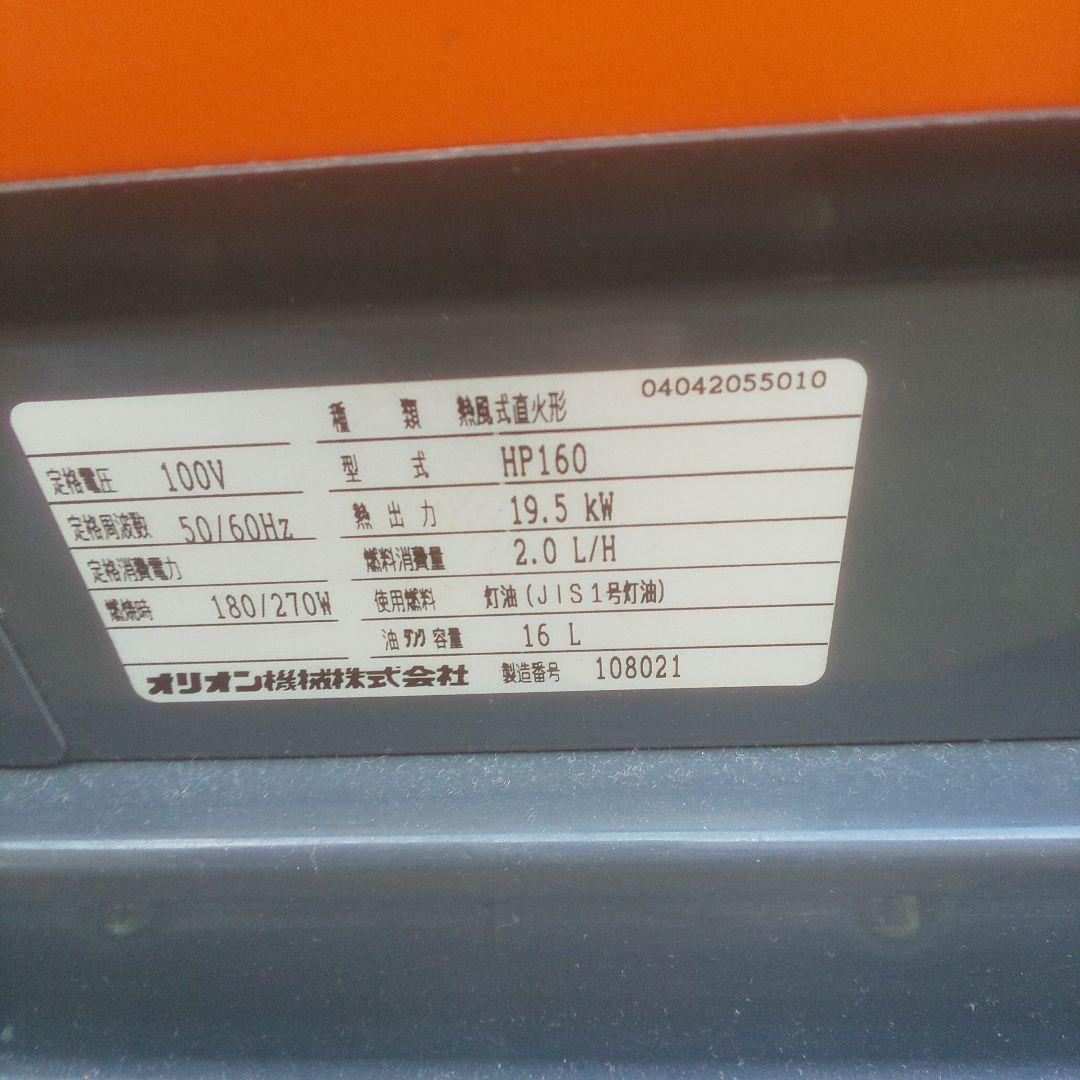 04042055010
種 類 熱風式直火形
定格電圧 100V 型 式 HP160
定格周波数 50/60Hz 熱出力 19.5 kW
定格消費電力 燃料消費量 2.0 L/H
燃焼時 180/270W 使用燃料 灯油(JIS1号灯油)
油タンク容量 16 L
オリオン機械株式会社 製造番号 108021